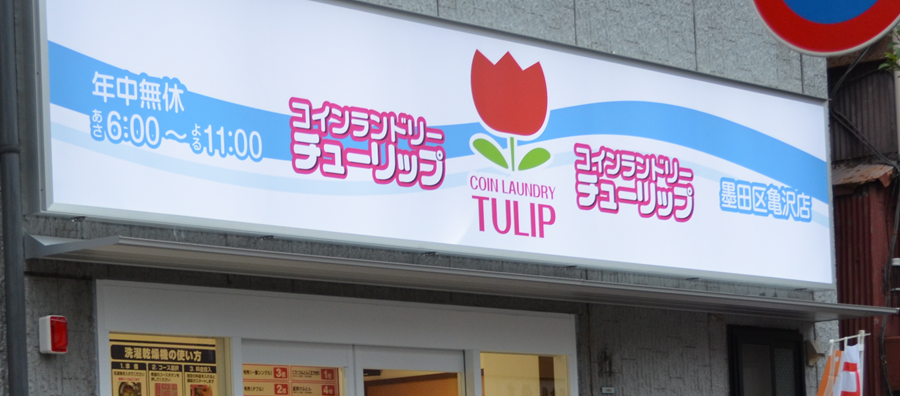 年中無休
あさ6:00～よる11:00
コインランドリー
チューリップ
COIN LAUNDRY
TULIP
コインランドリー
チューリップ
墨田区亀沢店
洗濯乾燥機の使い方